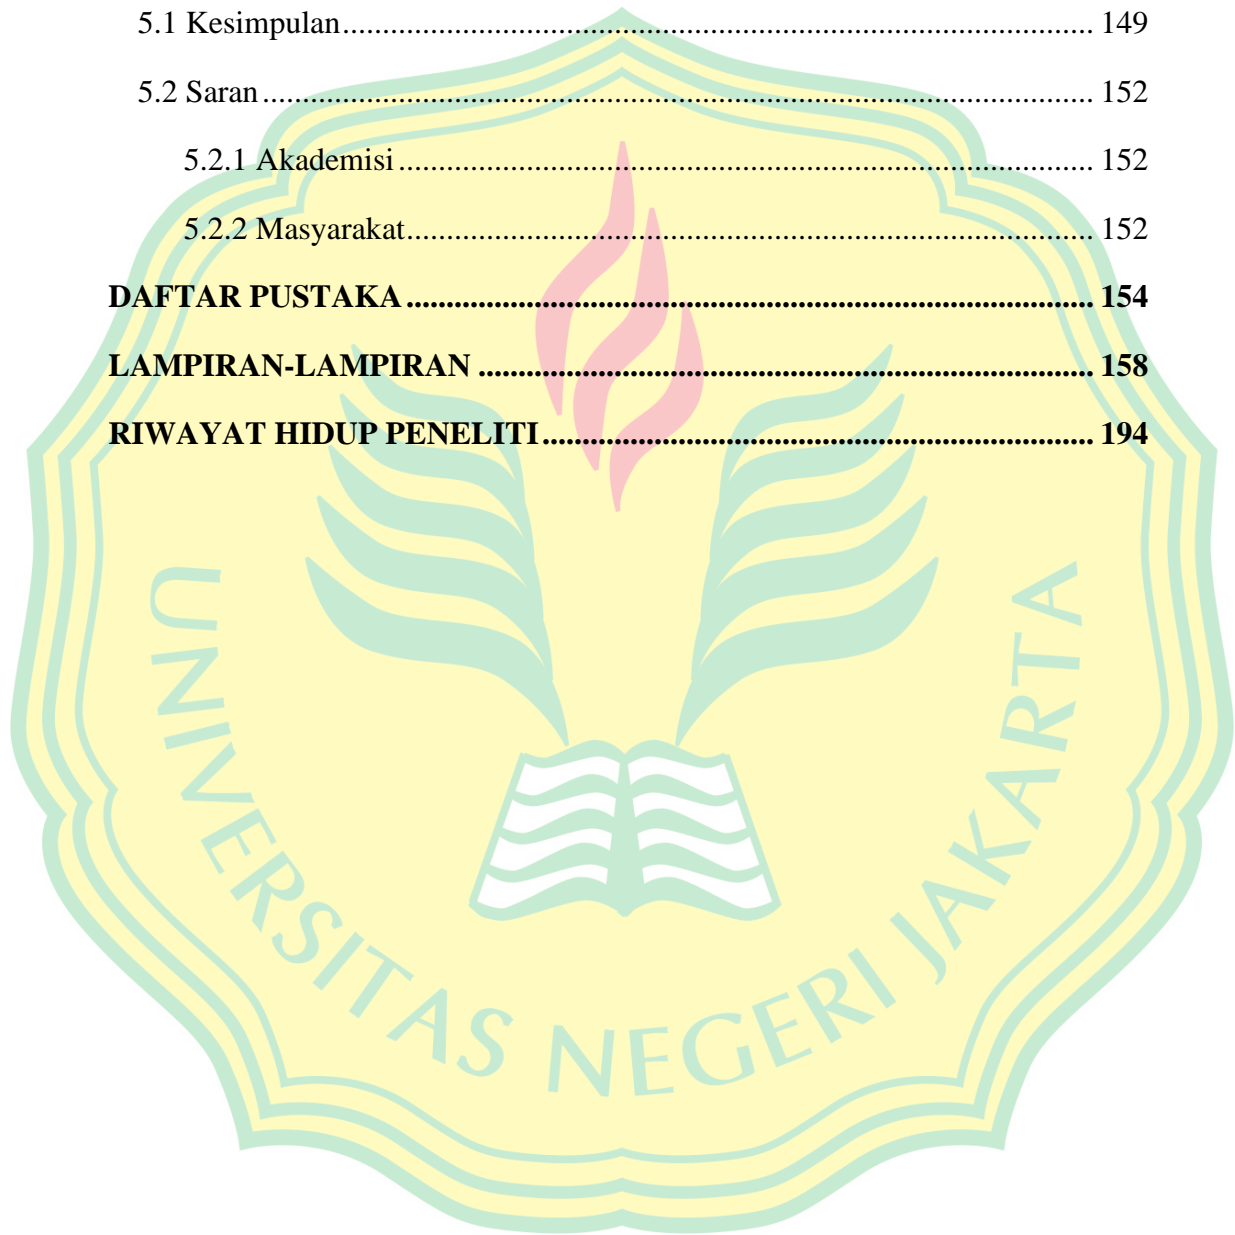 5.1 Kesimpulan.............................................................................................. 149
5.2 Saran ........................................................................................................ 152
5.2.1 Akademisi ....................................................................................... 152
5.2.2 Masyarakat...................................................................................... 152
DAFTAR PUSTAKA ...................................................................................... 154
LAMPIRAN-LAMPIRAN ............................................................................. 158
RIWAYAT HIDUP PENELITI..................................................................... 194
UNIVERSITAS NEGERI JAKARTA